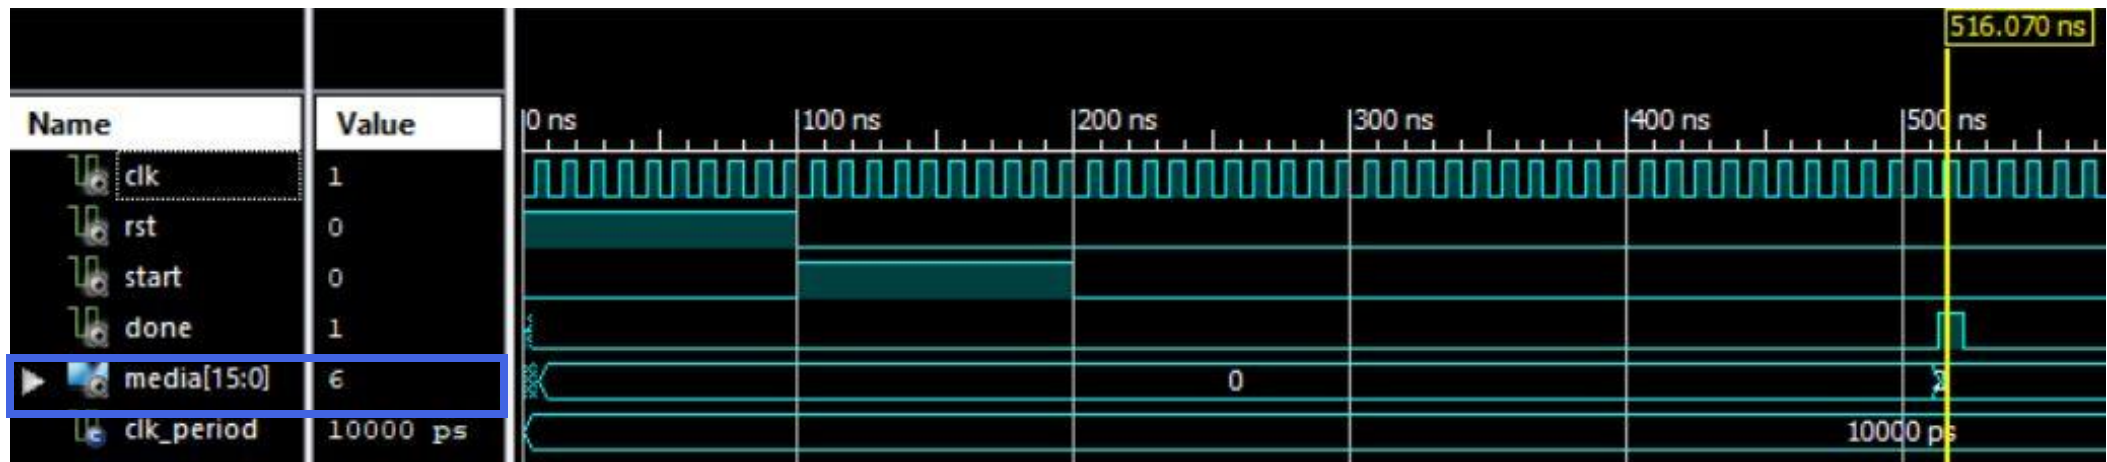 516.070 ns
Name Value 0 ns 100 ns 200 ns 300 ns 400 ns 500 ns
clk 1
rst 0
start 0
done 1
media[15:0] 6 0
clk_period 10000 ps 10000 ps